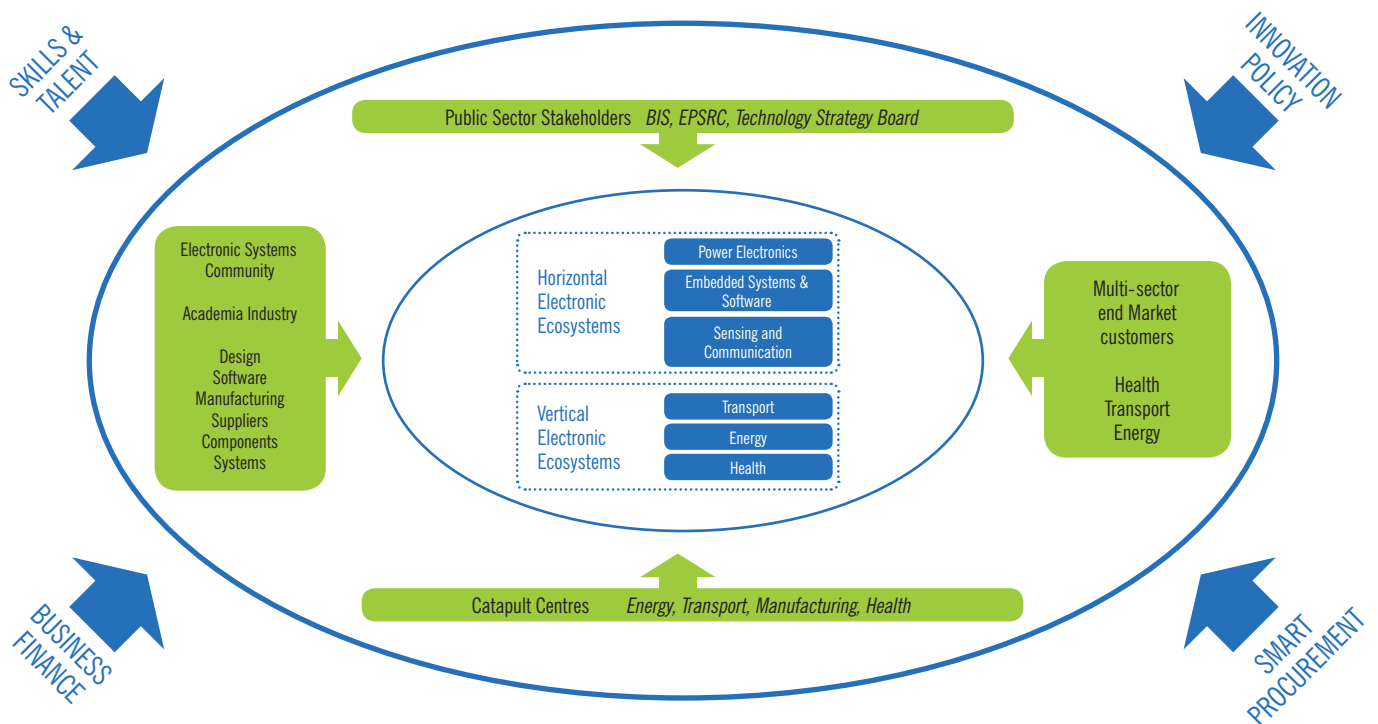 SKILLS &
TALENT
INNOVATION
POLICY
Public Sector Stakeholders BIS, EPSRC, Technology Strategy Board
Electronic Systems
Community
Academia Industry
Design
Software
Manufacturing
Suppliers
Components
Systems
Horizontal
Electronic
Ecosystems
Power Electronics
Embedded Systems &
Software
Sensing and
Communication
Vertical
Electronic
Ecosystems
Transport
Energy
Health
Multi-sector
end Market
customers
Health
Transport
Energy
Catapult Centres Energy, Transport, Manufacturing, Health
BUSINESS
FINANCE
SMART
PROCUREMENT